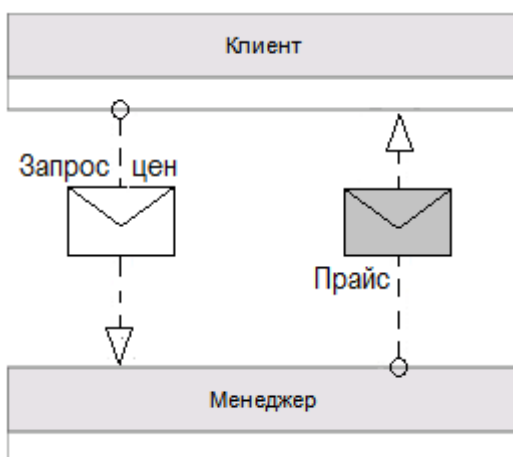 Клиент
Запрос цен
Прайс
Менеджер